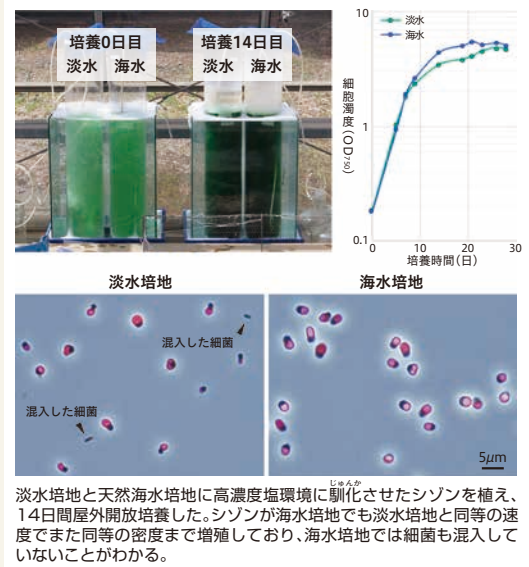 培養0日目
淡水 海水
培養14日目
淡水 海水
10
1
0.1
細胞濁度(OD750)
淡水
海水
0 10 20 30
培養時間(日)
淡水培地
海水培地
混入した細菌
混入した細菌
5μm
じゅんか
淡水培地と天然海水培地に高濃度塩環境に馴化させたシゾンを植え、
14日間屋外開放培養した。シゾンが海水培地でも淡水培地と同等の速
度でまた同等の密度まで増殖しており、海水培地では細菌も混入して
いないことがわかる。